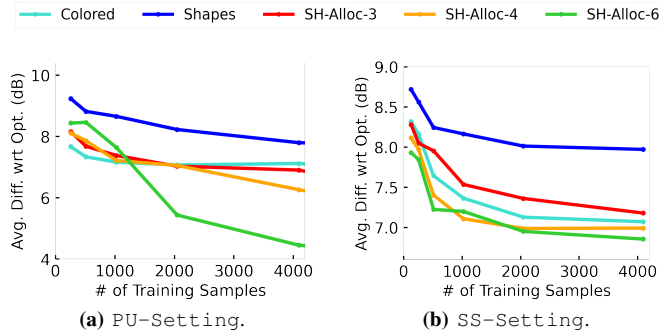 Colored Shapes SH-Alloc-3 SH-Alloc-4 SH-Alloc-6
Avg. Diff. wrt Opt. (dB)
10
8
6
4
0 1000 2000 3000 4000
# of Training Samples
(a) PU-Setting.
Avg. Diff. wrt Opt. (dB)
9.0
8.5
8.0
7.5
7.0
0 1000 2000 3000 4000
# of Training Samples
(b) SS-Setting.